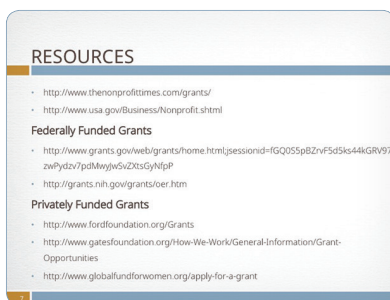 RESOURCES
• http://www.thenonprofittimes.com/grants/
• http://www.usa.gov/Business/Nonprofit.shtml
Federally Funded Grants
• http://www.grants.gov/web/grants/home.html;jsessionid=fGQ0S5pBZrvF5d5ks44kGRV97
zwPydzv7pdMwyJwSvZXtsGyNfpP
• http://grants.nih.gov/grants/oer.htm
Privately Funded Grants
• http://www.fordfoundation.org/Grants
• http://www.gatesfoundation.org/How-We-Work/General-Information/Grant-
Opportunities
• http://www.globalfundforwomen.org/apply-for-a-grant
7